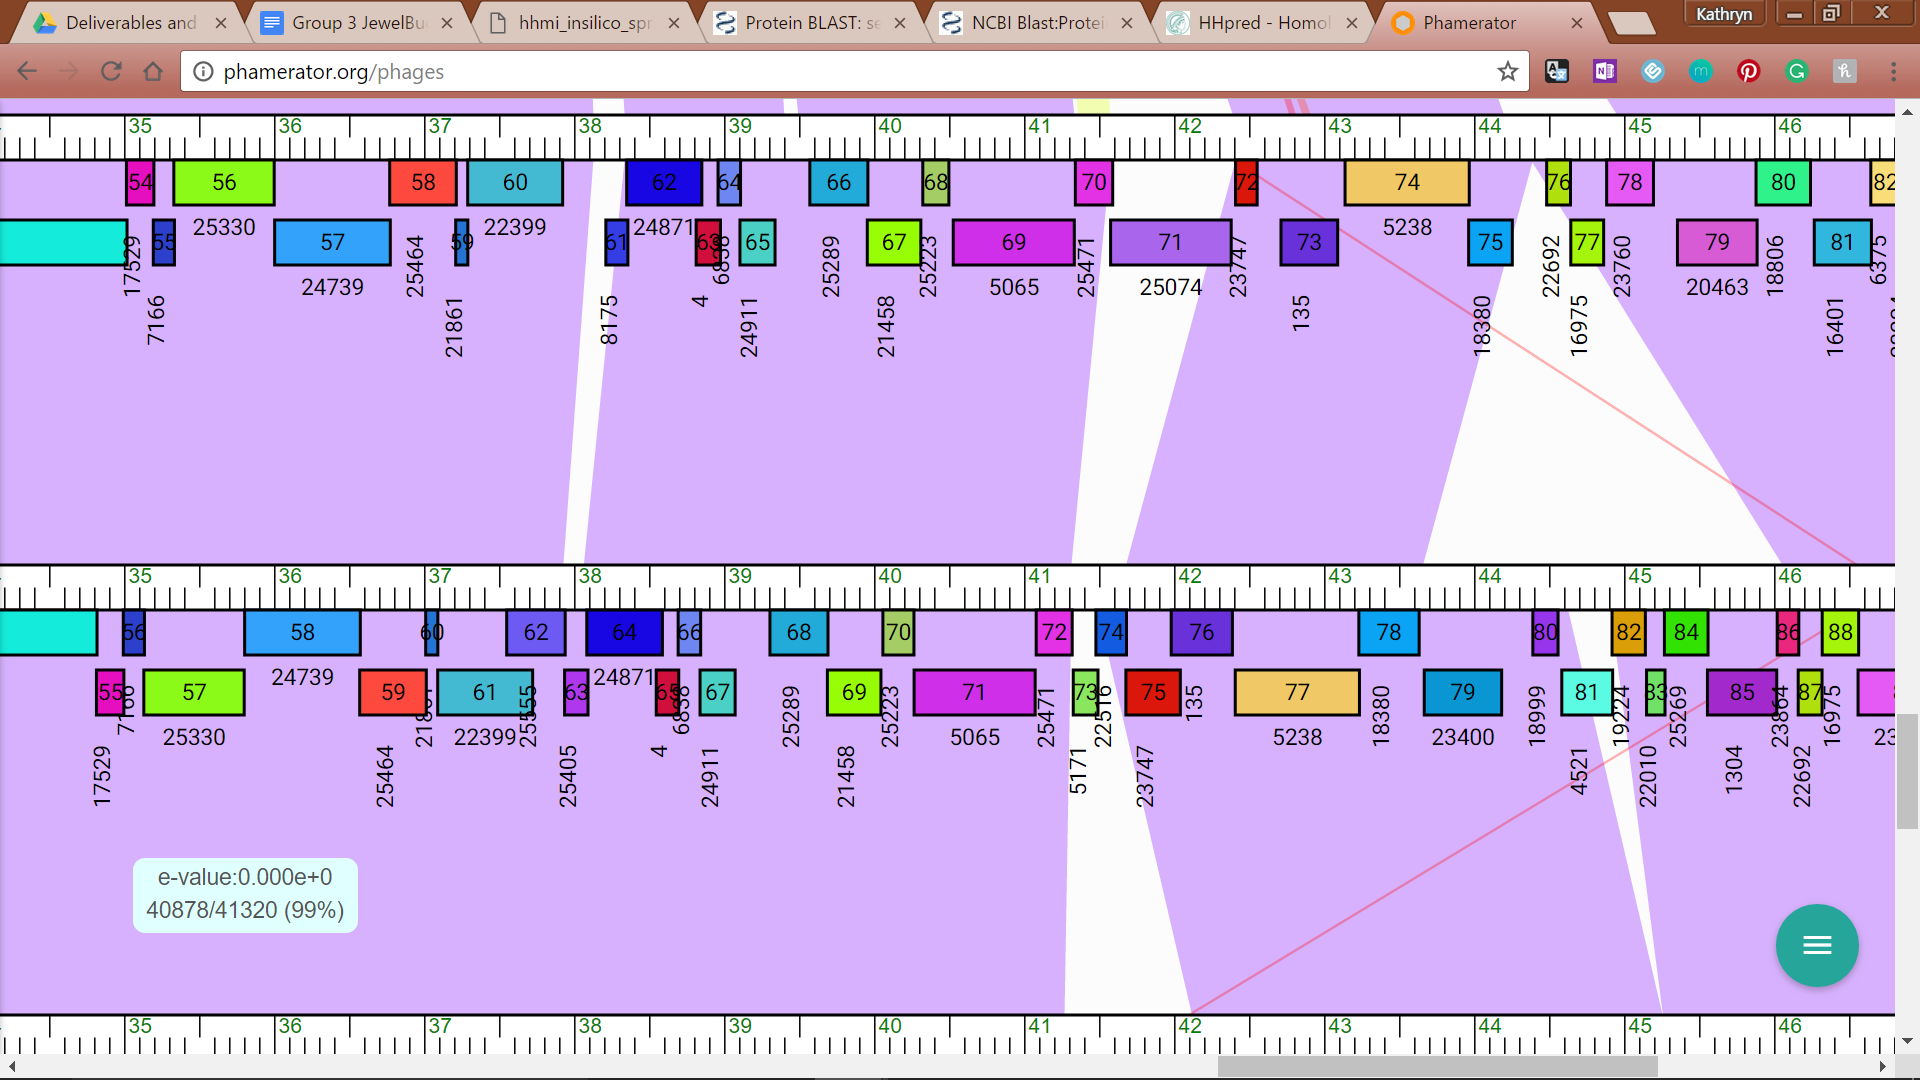 Deliverables and
Group 3 JewelBu
hhmi_insilico_spr
Protein BLAST: se
NCBI Blast:Protei
HHpred - Homol
Phamerator
Kathryn
phamerator.org/phages
35 36 37 38 39 40 41 42 43 44 45 46
54 56 58 60 62 64 66 68 70 72 74 76 78 80 82
25330 22399 24871 5238
55 57 59 61 63 65 67 69 71 73 75 77 79 81
17529 25464 6838 25289 25223 25471 23747 22692 23760 18806 6375
24739 5065 25074 20463
7166 21861 8175 4 24911 21458 135 18380 16975 16401
35 36 37 38 39 40 41 42 43 44 45 46
56 58 60 62 64 66 68 70 72 74 76 78 80 82 84 86 88
24739 24871
55 57 59 61 63 65 67 69 71 73 75 77 79 81 83 85 87
7166 21861 25555 6838 25289 25223 25471 22516 135 18380 18999 19224 25269 23864 16975
25330 22399 5065 5238 23400 23
17529 25464 25405 4 24911 21458 5171 23747 4521 22010 1304 22692
e-value:0.000e+0
40878/41320 (99%)
35 36 37 38 39 40 41 42 43 44 45 46